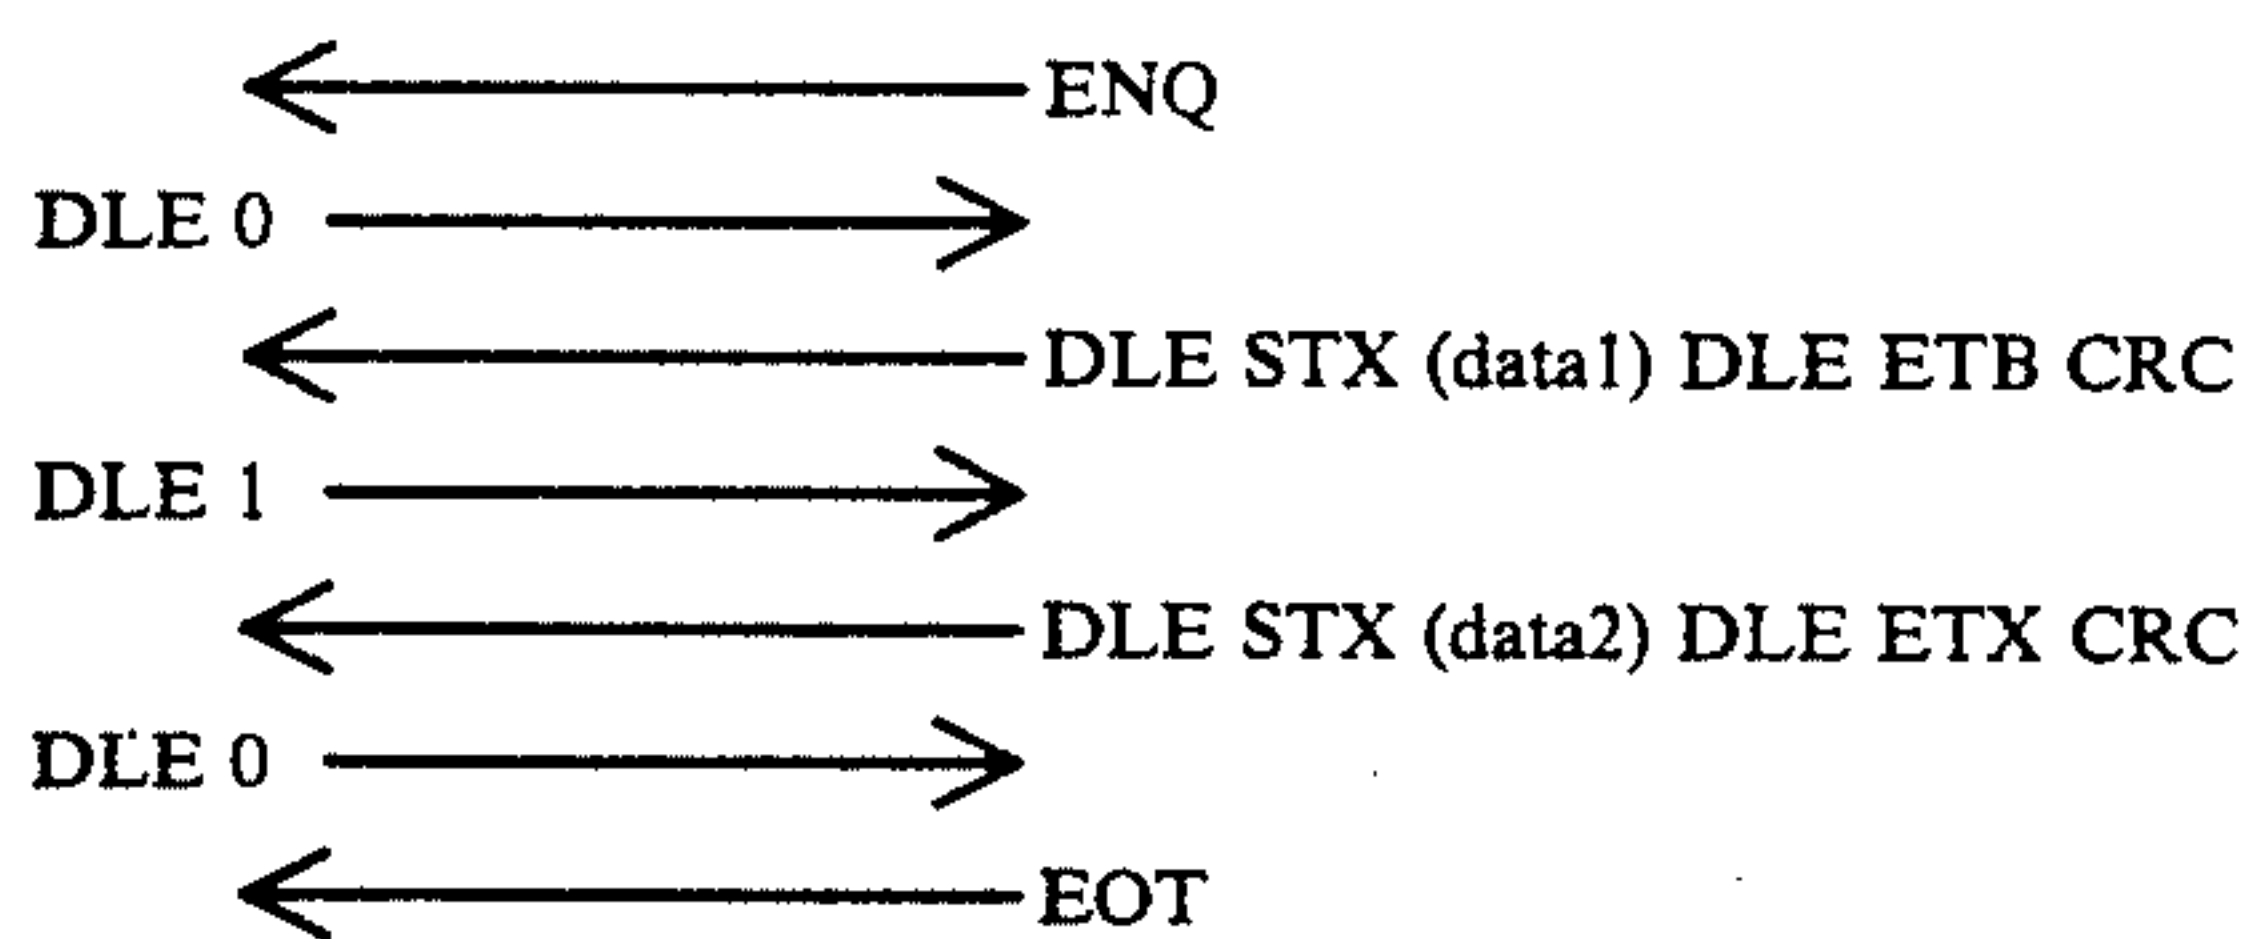 ENQ
DLE 0
DLE STX (data1) DLE ETB CRC
DLE 1
DLE STX (data2) DLE ETX CRC
DLE 0
EOT